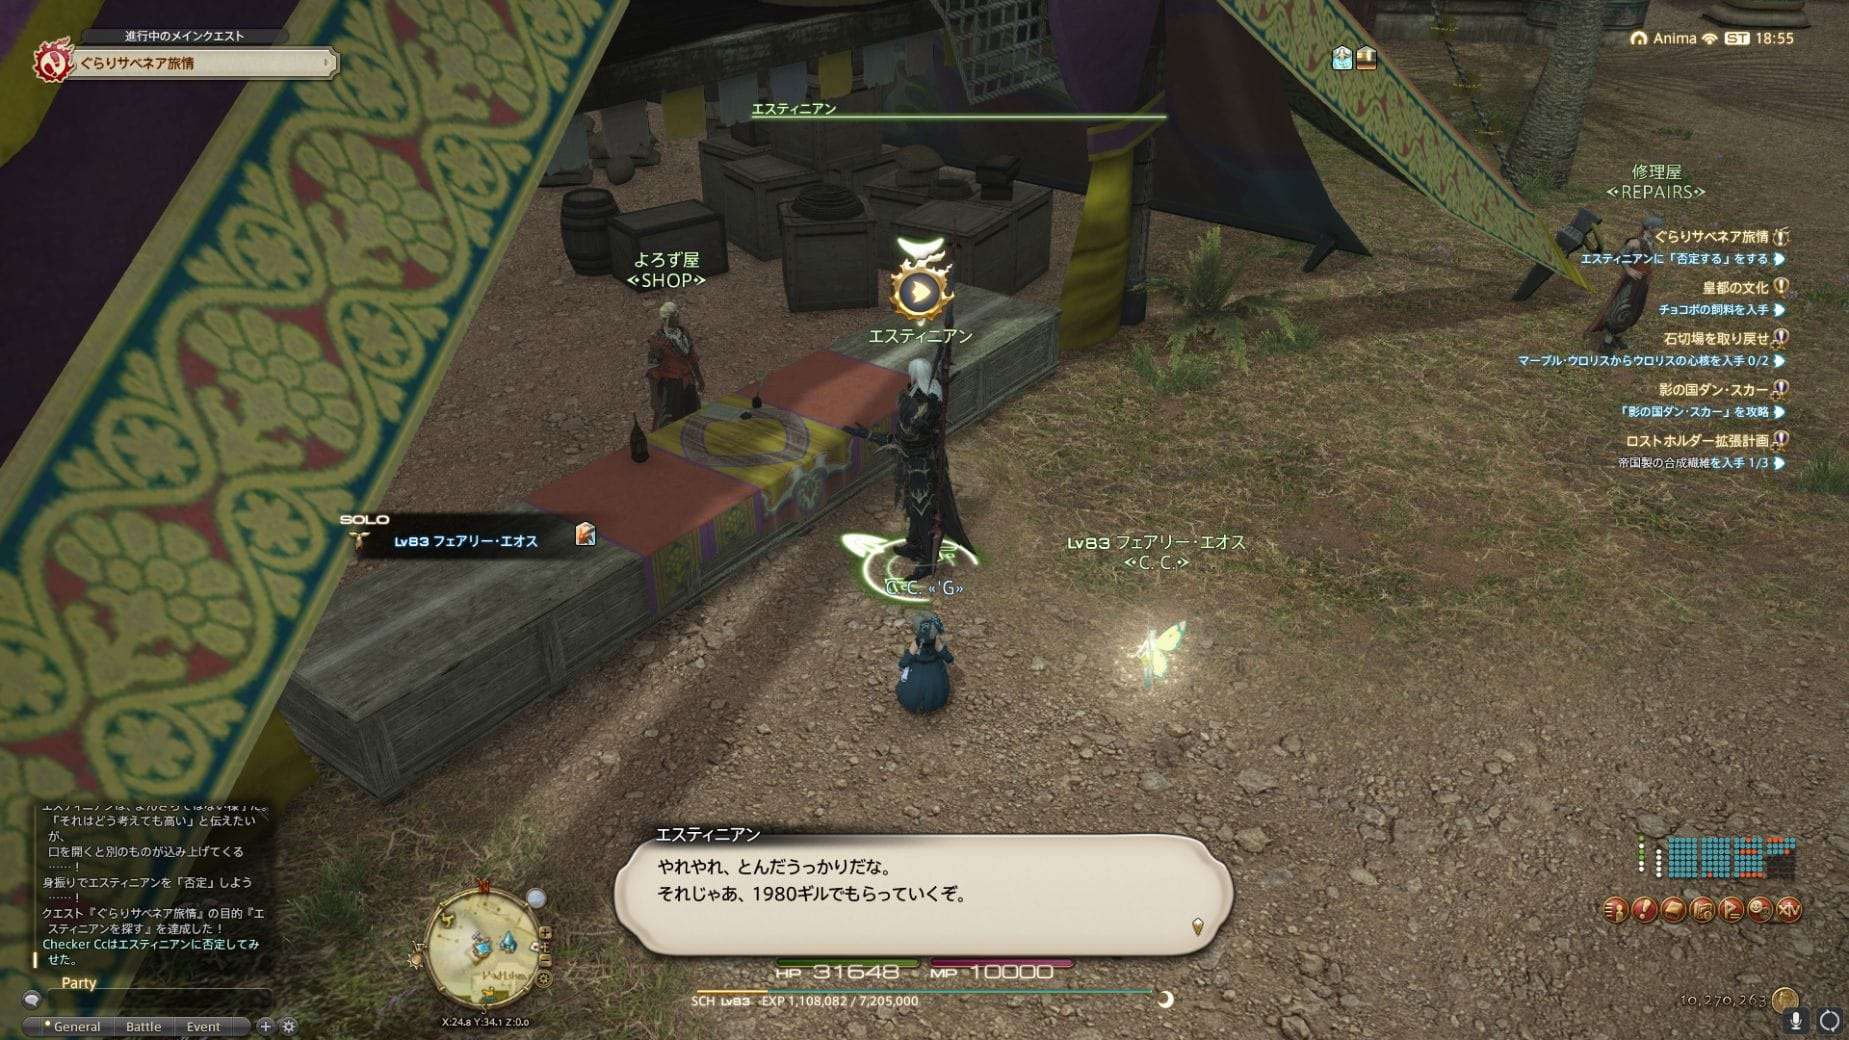 進行中のメインクエスト
ぐらりサベネア旅情
Anima ST 18:55
エスティニアン
修理屋
REPAIRS
ぐらりサベネア旅情
エスティニアンに「否定する」をする
皇都の文化
チョコボの飼料を入手
石切場を取り戻せ
マーブル・ウロリスからウロリスの心核を入手 0/2
影の国ダン・スカー
「影の国ダン・スカー」を攻略
ロストホルダー拡張計画
帝国製の合成繊維を入手 1/3
よろず屋
SHOP
エスティニアン
SOLO
Lv83 フェアリー・エオス
Lv83 フェアリー・エオス
C. C.
C. C. «'G»
「それはどう考えても高い」と伝えたい
が、
口を開くと別のものが込み上げてくる
……！
身振りでエスティニアンを「否定」しよう
……！
クエスト『ぐらりサベネア旅情』の目的『エ
スティニアンを探す』を達成した！
Checker Ccはエスティニアンに否定してみ
せた。
Party
General Battle Event
エスティニアン
やれやれ、とんだうっかりだな。
それじゃあ、1980ギルでもらっていくぞ。
HP 31648 MP 10000
SCH Lv83 EXP 1,108,082 / 7,205,000
X:24.8 Y:34.1 Z:0.0
10,270,263
XIV